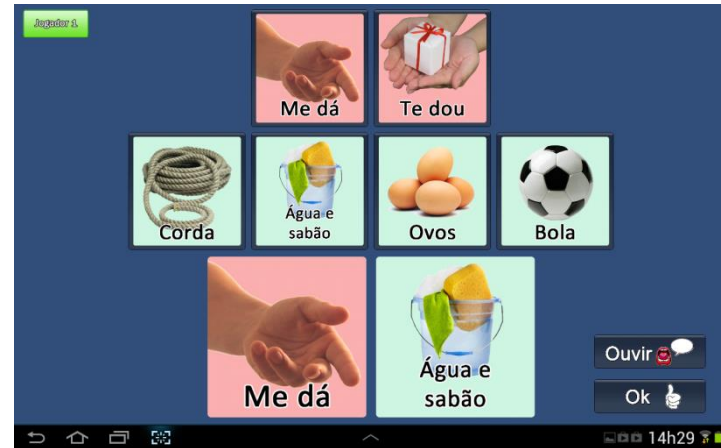 Jogador 1
Me dá
Te dou
Corda
Água e
sabão
Ovos
Bola
Me dá
Água e
sabão
Ouvir
Ok
14h29